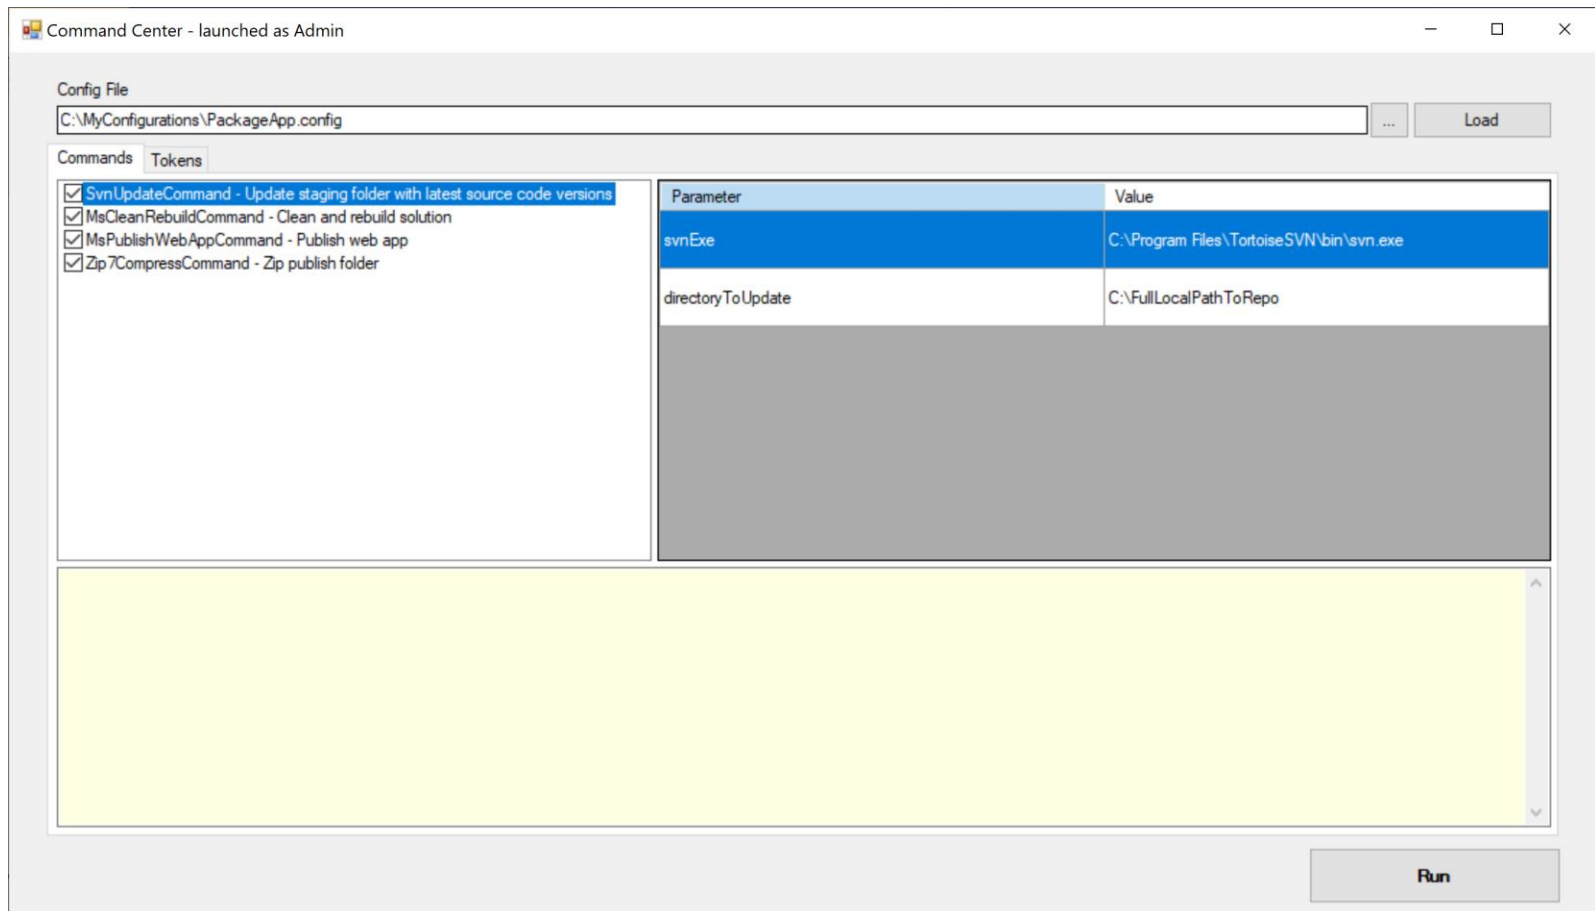 Command Center - launched as Admin
Config File
C:\MyConfigurations\PackageApp.config
...
Load
Commands
Tokens
SvnUpdateCommand - Update staging folder with latest source code versions
MsCleanRebuildCommand - Clean and rebuild solution
MsPublishWebAppCommand - Publish web app
Zip7CompressCommand - Zip publish folder
Parameter Value
svnExe C:\Program Files\TortoiseSVN\bin\svn.exe
directoryToUpdate C:\FullLocalPathToRepo
Run